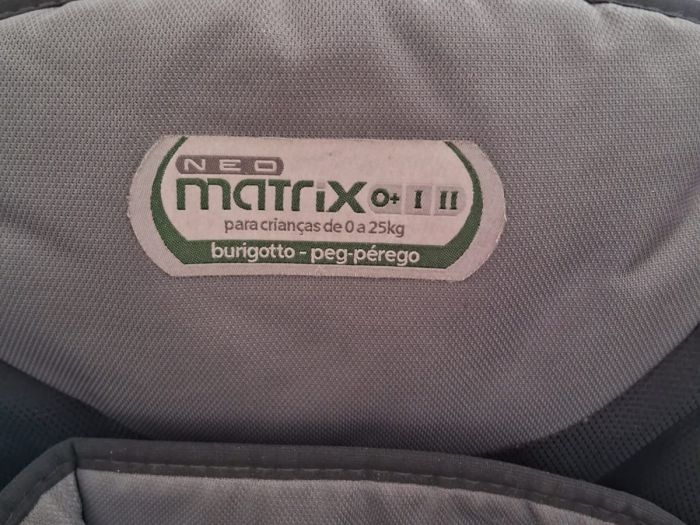 NEO
matrix 0+ I II
para crianças de 0 a 25kg
burigotto - peg-pérego